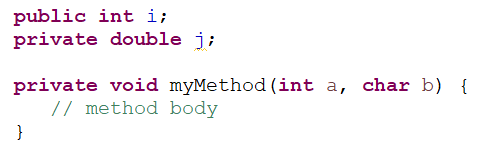 public int i;
private double j;
private void myMethod(int a, char b) {
// method body
}